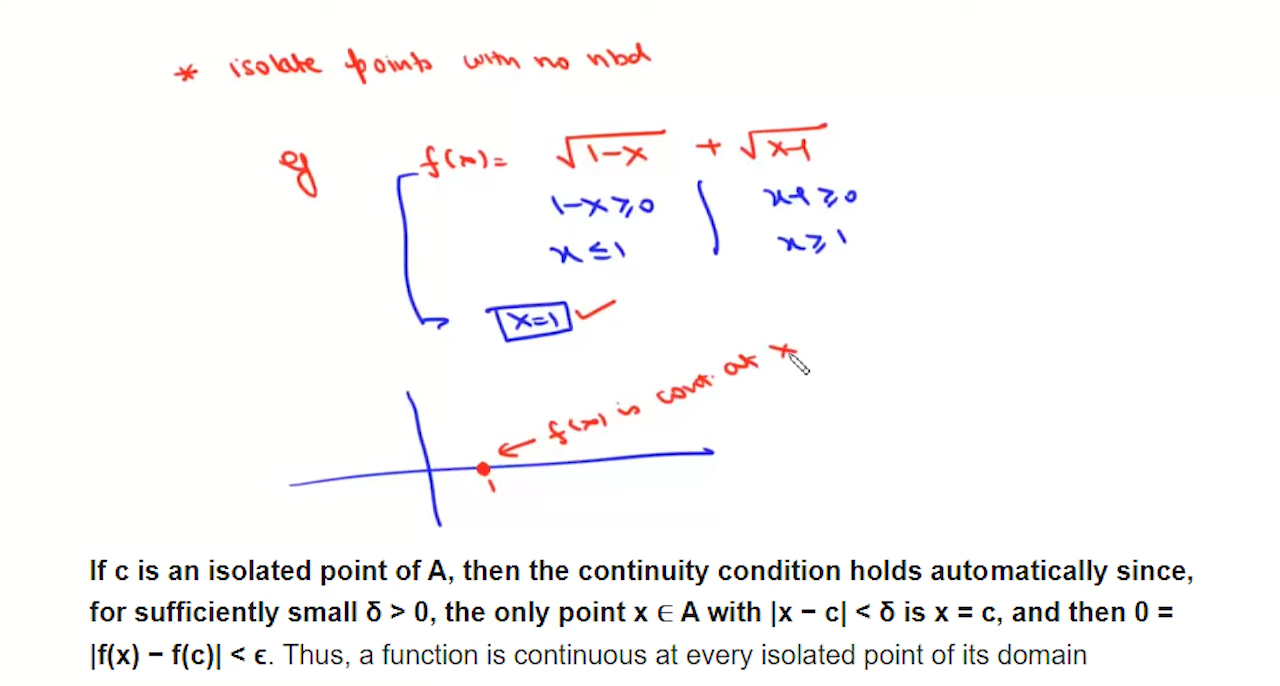 * isolate points with no nbd
eg f(x) = √1-x + √x-1
1-x ≥ 0 | x-1 ≥ 0
x ≤ 1 | x ≥ 1
x=1 ✓
← f(x) is cont. at x
1
If c is an isolated point of A, then the continuity condition holds automatically since,
for sufficiently small δ > 0, the only point x ∈ A with |x − c| < δ is x = c, and then 0 =
|f(x) − f(c)| < ϵ. Thus, a function is continuous at every isolated point of its domain